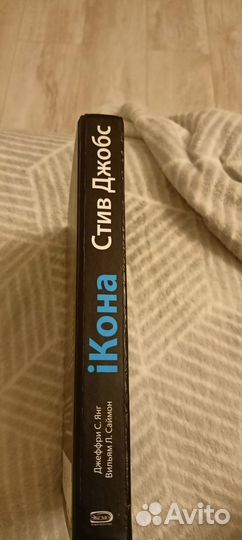 Джеффри С. Янг
Вильям Л. Саймон
iКона Стив Джобс
Avito